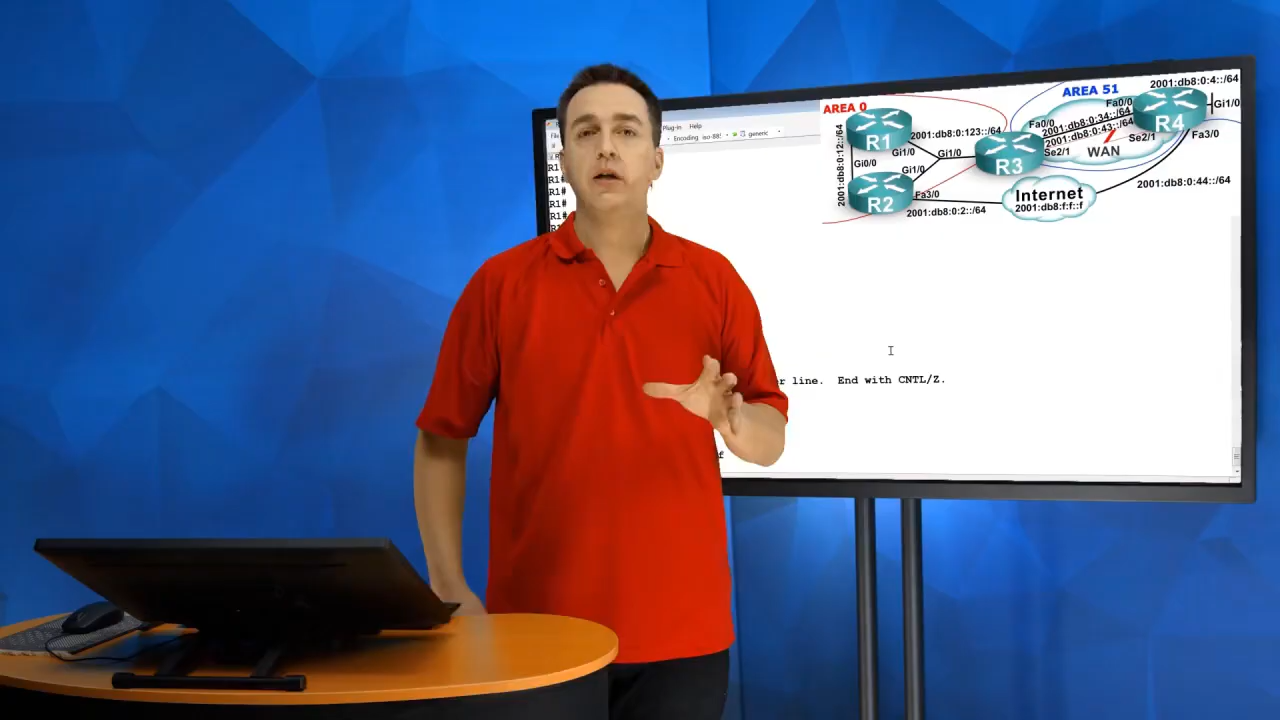 Plug-in Help
Encoding iso-88 generic
R1
R1#
R1#
R1#
R1
AREA 0
R1
R2
2001:db8:0:12::/64
Gi0/0
Gi1/0
Gi1/0
2001:db8:0:123::/64
Gi1/0
R3
Fa3/0
2001:db8:0:2::/64
Internet
2001:db8:f:f::f
AREA 51
2001:db8:0:4::/64
Fa0/0
Fa0/0
2001:db8:0:34::/64
2001:db8:0:43::/64
Se2/1
Se2/1
WAN
R4
Gi1/0
Fa3/0
2001:db8:0:44::/64
r line. End with CNTL/Z.
f